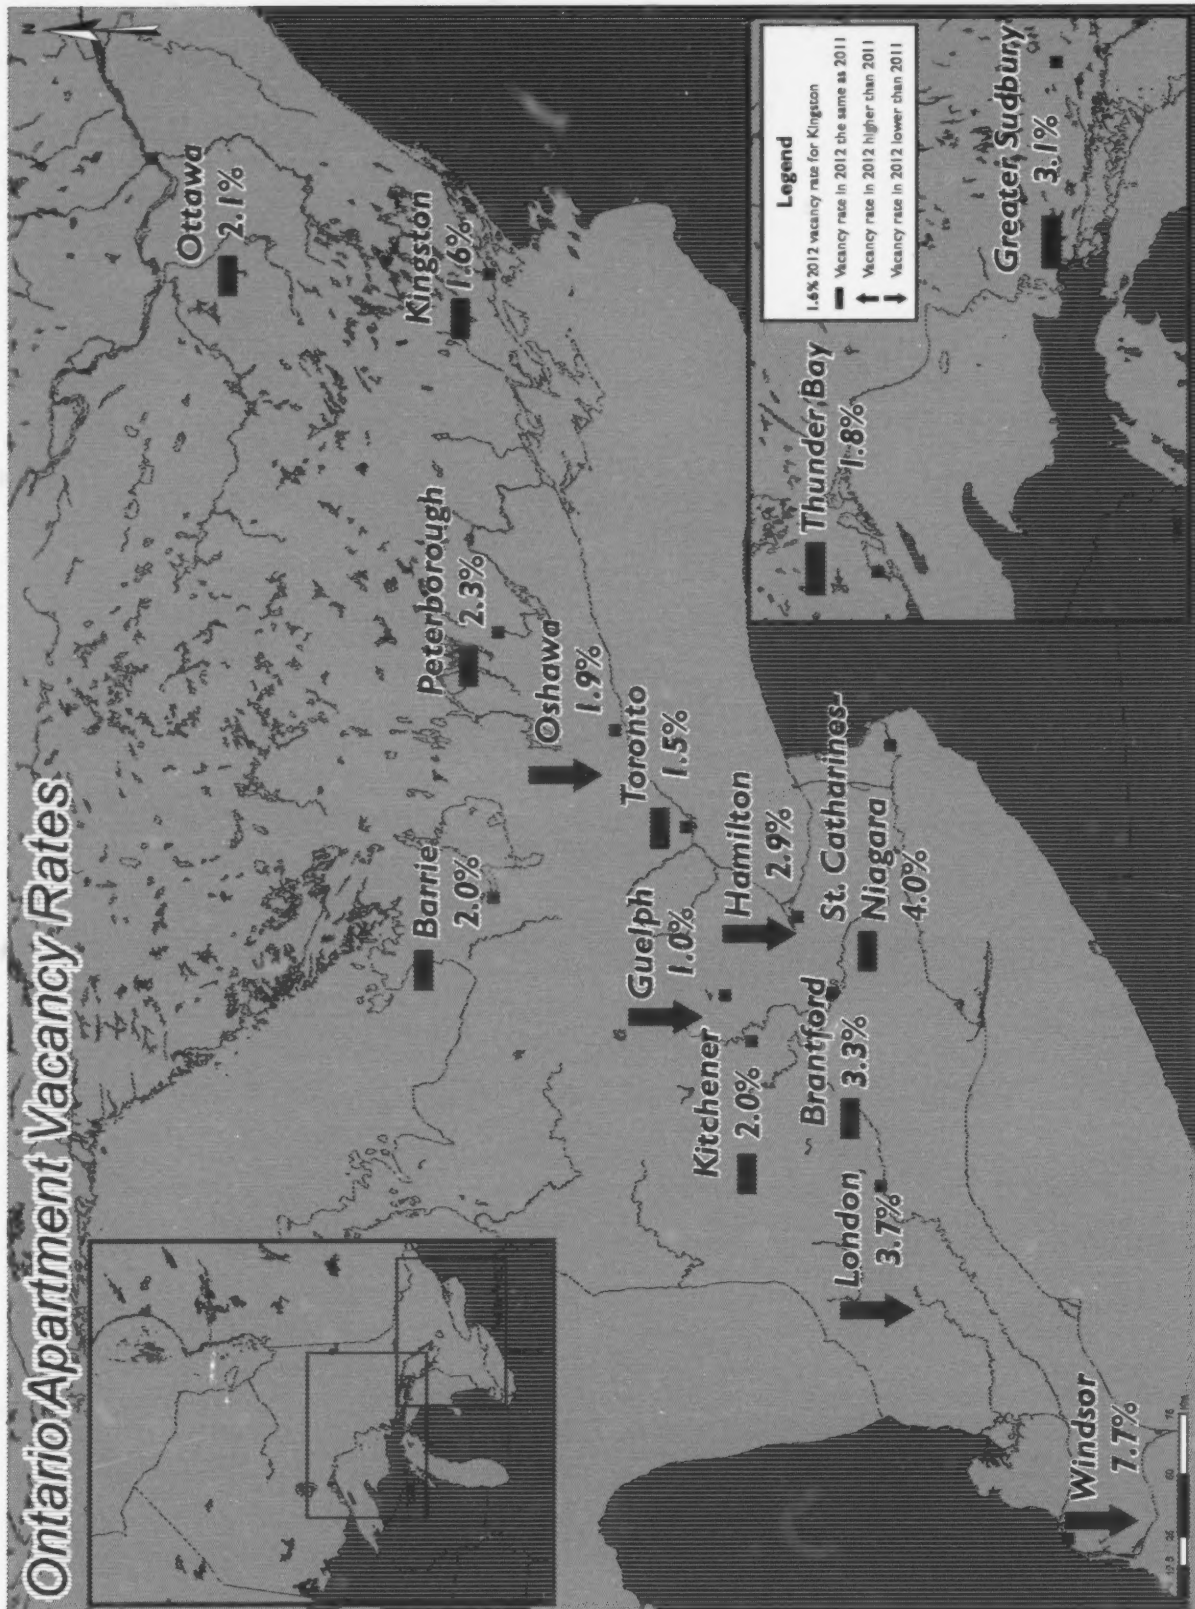 Ontario Apartment Vacancy Rates
N
Ottawa
2.1%
Kingston
1.6%
Peterborough
2.3%
Barrie
2.0%
Oshawa
1.9%
Toronto
1.5%
Guelph
1.0%
Hamilton
2.9%
Kitchener
2.0%
Brantford
3.3%
St. Catharines-
Niagara
4.0%
London
3.7%
Windsor
7.7%
Thunder Bay
1.8%
Greater Sudbury
3.1%
Legend
1.6% 2012 vacancy rate for Kingston
Vacancy rate in 2012 the same as 2011
Vacancy rate in 2012 higher than 2011
Vacancy rate in 2012 lower than 2011